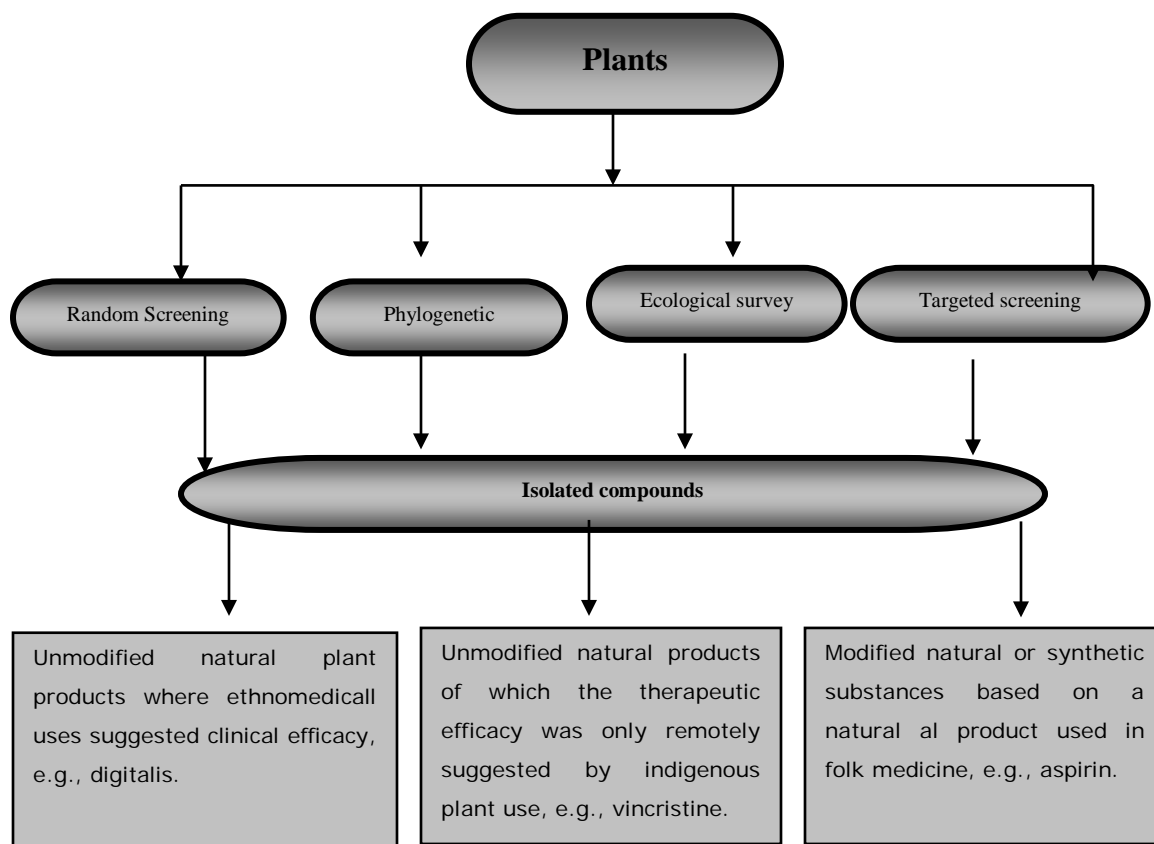 Plants
Random Screening
Phylogenetic
Ecological survey
Targeted screening
Isolated compounds
Unmodified natural plant
products where ethnomedicall
uses suggested clinical efficacy,
e.g., digitalis.
Unmodified natural products
of which the therapeutic
efficacy was only remotely
suggested by indigenous
plant use, e.g., vincristine.
Modified natural or synthetic
substances based on a
natural al product used in
folk medicine, e.g., aspirin.